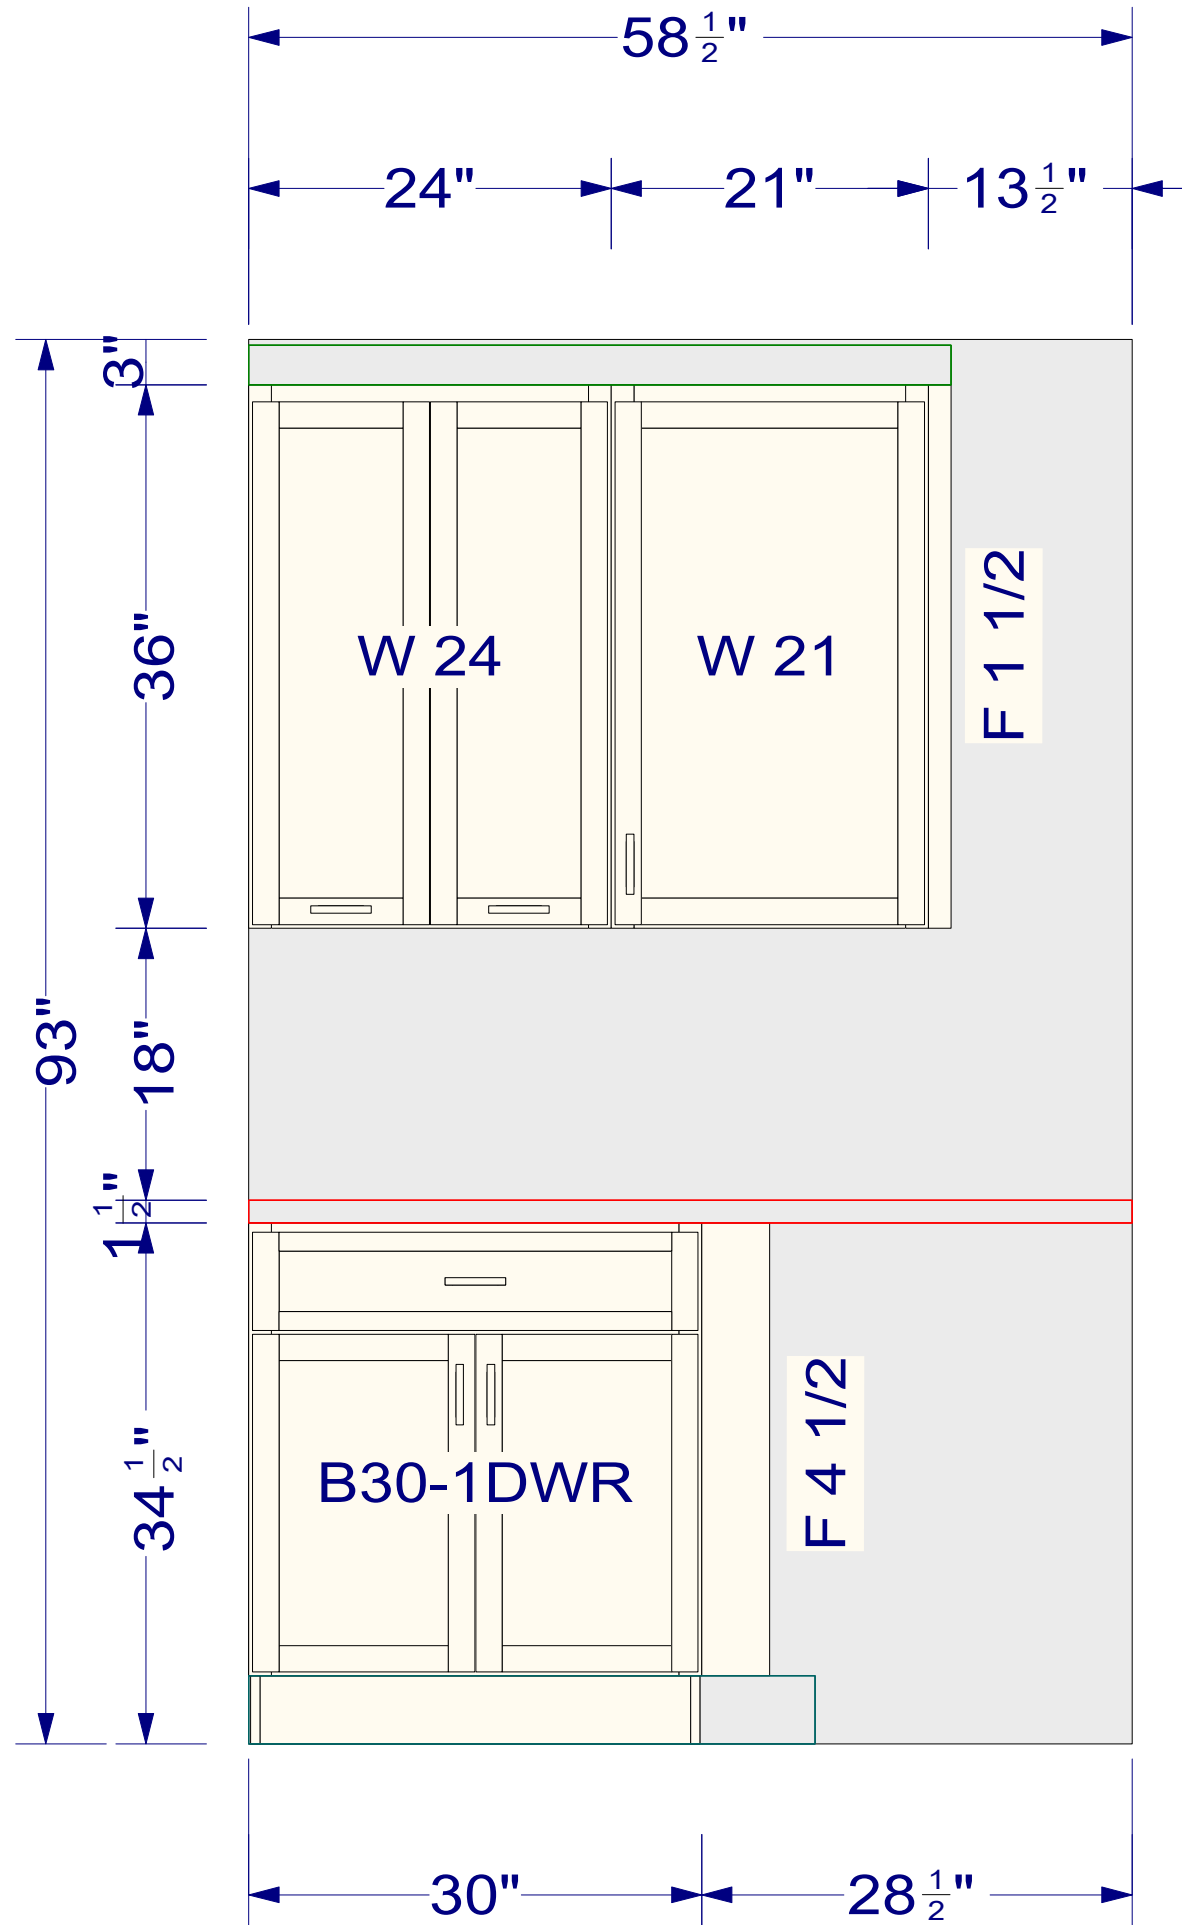 58 1/2"
24" 21" 13 1/2"
3"
36"
W 24
W 21
F 1 1/2
93"
18"
1 1/2"
34 1/2"
B30-1DWR
F 4 1/2
30" 28 1/2"